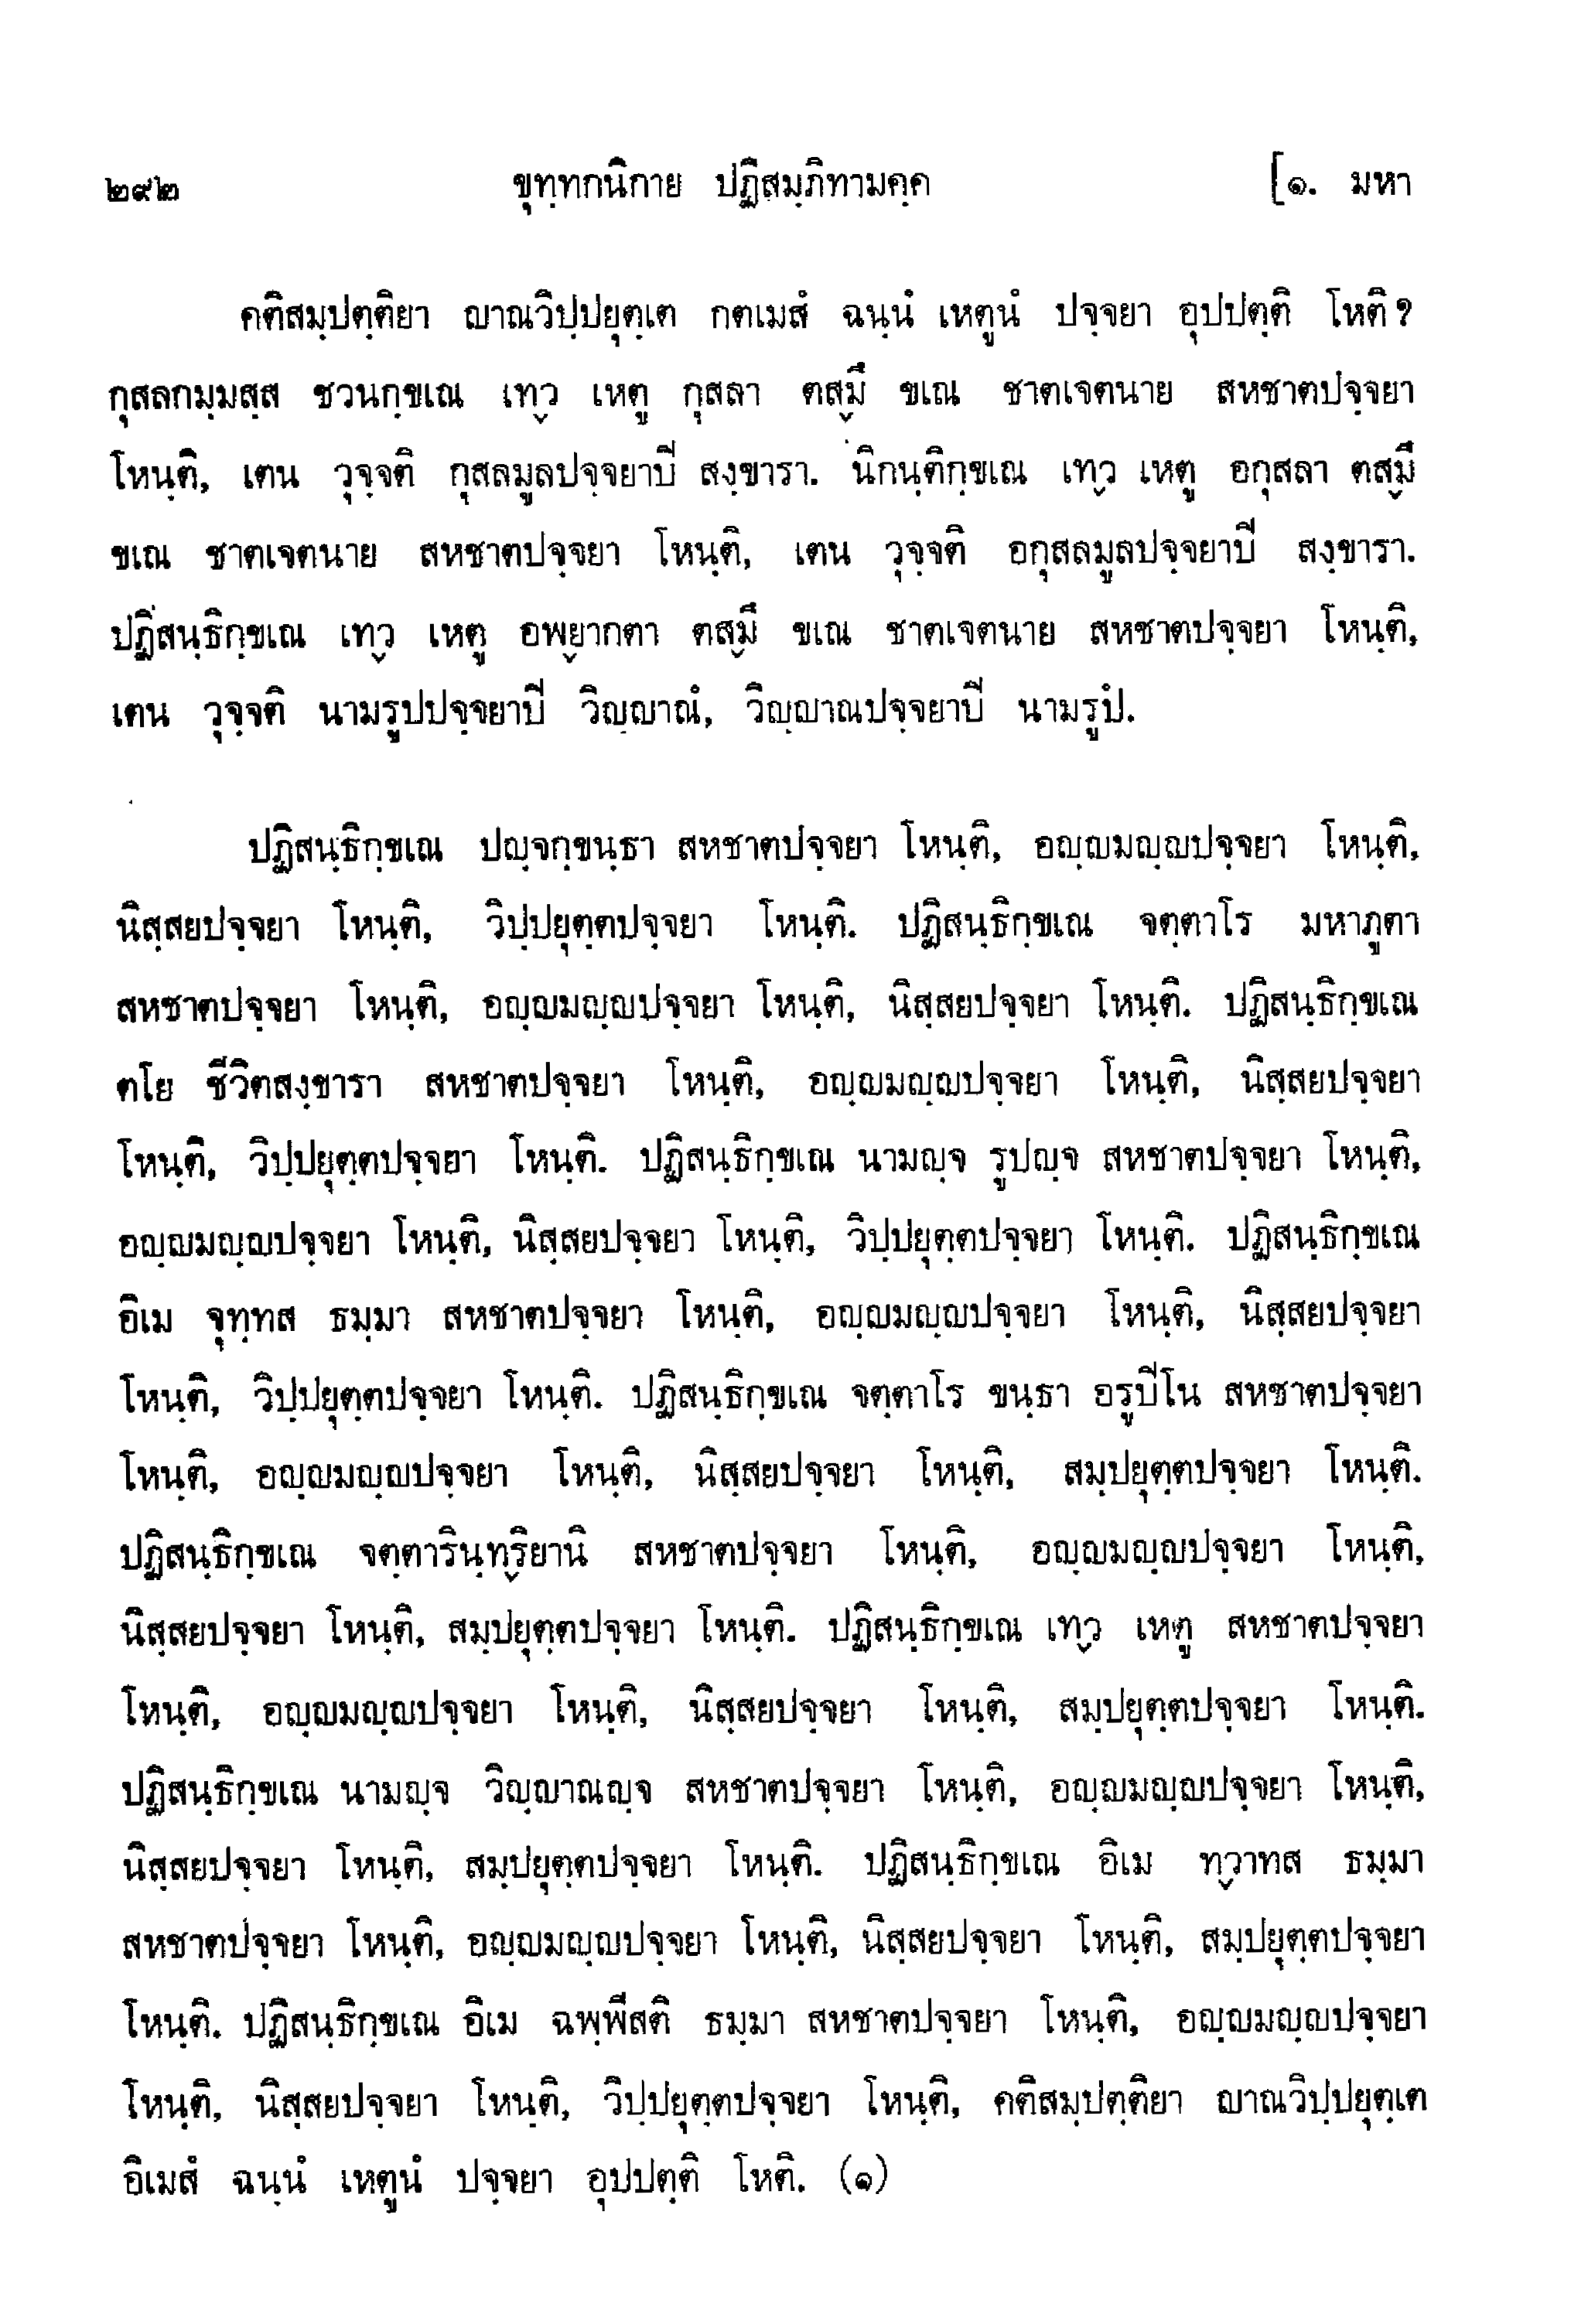 ๒๙๒ ขุทฺทกนิกาย ปฏิสมฺภิทามคฺค [๑. มหา
คติสมฺปตฺติยา ญาณวิปฺปยุตฺเต กตเมสํ ฉนฺนํ เหตูนํ ปจฺจยา อุปปตฺติ โหติ ?
กุสลกมฺมสฺส ชวนกฺขเณ เทฺว เหตู กุสลา ตสฺมึ ขเณ ชาตเจตนาย สหชาตปจฺจยา
โหนฺติ, เตน วุจฺจติ กุสลมูลปจฺจยาปี สงฺขารา. นิกนฺติกฺขเณ เทฺว เหตู อกุสลา ตสฺมึ
ขเณ ชาตเจตนาย สหชาตปจฺจยา โหนฺติ, เตน วุจฺจติ อกุสลมูลปจฺจยาปี สงฺขารา.
ปฏิสนฺธิกฺขเณ เทฺว เหตู อพฺยากตา ตสฺมึ ขเณ ชาตเจตนาย สหชาตปจฺจยา โหนฺติ,
เตน วุจฺจติ นามรูปปจฺจยาปี วิญฺญาณํ, วิญฺญาณปจฺจยาปี นามรูปํ.
ปฏิสนฺธิกฺขเณ ปญฺจกฺขนฺธา สหชาตปจฺจยา โหนฺติ, อญฺญมญฺญปจฺจยา โหนฺติ,
นิสฺสยปจฺจยา โหนฺติ, วิปฺปยุตฺตปจฺจยา โหนฺติ. ปฏิสนฺธิกฺขเณ จตฺตาโร มหาภูตา
สหชาตปจฺจยา โหนฺติ, อญฺญมญฺญปจฺจยา โหนฺติ, นิสฺสยปจฺจยา โหนฺติ. ปฏิสนฺธิกฺขเณ
ตโย ชีวิตสงฺขารา สหชาตปจฺจยา โหนฺติ, อญฺญมญฺญปจฺจยา โหนฺติ, นิสฺสยปจฺจยา
โหนฺติ, วิปฺปยุตฺตปจฺจยา โหนฺติ. ปฏิสนฺธิกฺขเณ นามญฺจ รูปญฺจ สหชาตปจฺจยา โหนฺติ,
อญฺญมญฺญปจฺจยา โหนฺติ, นิสฺสยปจฺจยา โหนฺติ, วิปฺปยุตฺตปจฺจยา โหนฺติ. ปฏิสนฺธิกฺขเณ
อิเม จุทฺทส ธมฺมา สหชาตปจฺจยา โหนฺติ, อญฺญมญฺญปจฺจยา โหนฺติ, นิสฺสยปจฺจยา
โหนฺติ, วิปฺปยุตฺตปจฺจยา โหนฺติ. ปฏิสนฺธิกฺขเณ จตฺตาโร ขนฺธา อรูปิโน สหชาตปจฺจยา
โหนฺติ, อญฺญมญฺญปจฺจยา โหนฺติ, นิสฺสยปจฺจยา โหนฺติ, สมฺปยุตฺตปจฺจยา โหนฺติ.
ปฏิสนฺธิกฺขเณ จตฺตารินฺทฺริยานิ สหชาตปจฺจยา โหนฺติ, อญฺญมญฺญปจฺจยา โหนฺติ,
นิสฺสยปจฺจยา โหนฺติ, สมฺปยุตฺตปจฺจยา โหนฺติ. ปฏิสนฺธิกฺขเณ เทฺว เหตู สหชาตปจฺจยา
โหนฺติ, อญฺญมญฺญปจฺจยา โหนฺติ, นิสฺสยปจฺจยา โหนฺติ, สมฺปยุตฺตปจฺจยา โหนฺติ.
ปฏิสนฺธิกฺขเณ นามญฺจ วิญฺญาณญฺจ สหชาตปจฺจยา โหนฺติ, อญฺญมญฺญปจฺจยา โหนฺติ,
นิสฺสยปจฺจยา โหนฺติ, สมฺปยุตฺตปจฺจยา โหนฺติ. ปฏิสนฺธิกฺขเณ อิเม ทฺวาทส ธมฺมา
สหชาตปจฺจยา โหนฺติ, อญฺญมญฺญปจฺจยา โหนฺติ, นิสฺสยปจฺจยา โหนฺติ, สมฺปยุตฺตปจฺจยา
โหนฺติ. ปฏิสนฺธิกฺขเณ อิเม ฉพฺพีสติ ธมฺมา สหชาตปจฺจยา โหนฺติ, อญฺญมญฺญปจฺจยา
โหนฺติ, นิสฺสยปจฺจยา โหนฺติ, วิปฺปยุตฺตปจฺจยา โหนฺติ, คติสมฺปตฺติยา ญาณวิปฺปยุตฺเต
อิเมสํ ฉนฺนํ เหตูนํ ปจฺจยา อุปปตฺติ โหติ. (๑)